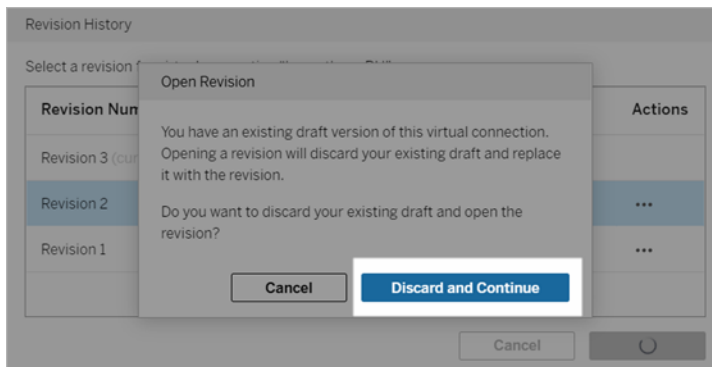 Revision History
Select a revision
Open Revision
Revision Num
Actions
You have an existing draft version of this virtual connection.
Opening a revision will discard your existing draft and replace
it with the revision.
Revision 3 (cur
Revision 2
•••
Do you want to discard your existing draft and open the
revision?
Revision 1
•••
Cancel
Discard and Continue
Cancel